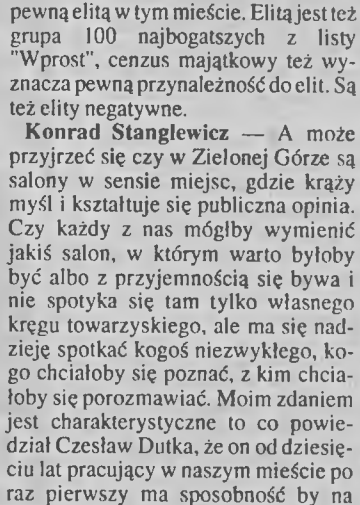 pewną elitą w tym mieście. Elitą jest też
grupa 100 najbogatszych z listy
"Wprost", cenzus majątkowy też wy-
znacza pewną przynależność do elit. Są
też elity negatywne.
Konrad Stanglewicz — A może
przyjrzeć się czy w Zielonej Górze są
salony w sensie miejsc, gdzie krąży
myśl i kształtuje się publiczna opinia.
Czy każdy z nas mógłby wymienić
jakiś salon, w którym warto byłoby
być albo z przyjemnością się bywa i
nie spotyka się tam tylko własnego
kręgu towarzyskiego, ale ma się nad-
zieję spotkać kogoś niezwykłego, ko-
go chciałoby się poznać, z kim chcia-
łoby się porozmawiać. Moim zdaniem
jest charakterystyczne to co powie-
dział Czesław Dutka, że on od dziesię-
ciu lat pracujący w naszym mieście po
raz pierwszy ma sposobność by na